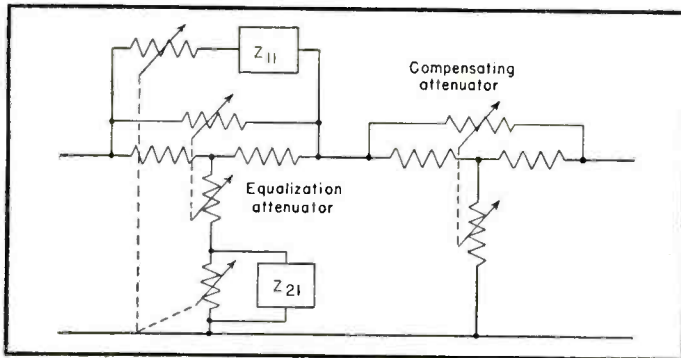 Z11
Compensating
attenuator
Equalization
attenuator
Z21